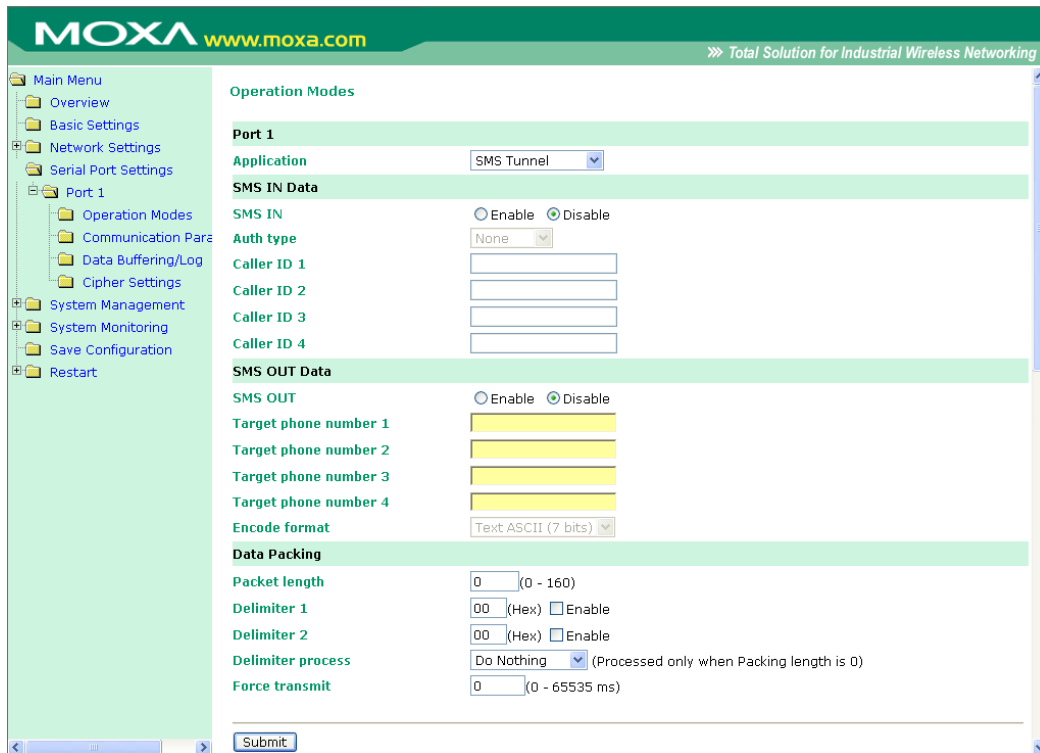 MOXA www.moxa.com
Total Solution for Industrial Wireless Networking
Main Menu
Overview
Basic Settings
Network Settings
Serial Port Settings
Port 1
Operation Modes
Communication Para
Data Buffering/Log
Cipher Settings
System Management
System Monitoring
Save Configuration
Restart
Operation Modes
Port 1
Application SMS Tunnel
SMS IN Data
SMS IN Enable Disable
Auth type None
Caller ID 1
Caller ID 2
Caller ID 3
Caller ID 4
SMS OUT Data
SMS OUT Enable Disable
Target phone number 1
Target phone number 2
Target phone number 3
Target phone number 4
Encode format Text ASCII (7 bits)
Data Packing
Packet length 0 (0 - 160)
Delimiter 1 00 (Hex) Enable
Delimiter 2 00 (Hex) Enable
Delimiter process Do Nothing (Processed only when Packing length is 0)
Force transmit 0 (0 - 65535 ms)
Submit